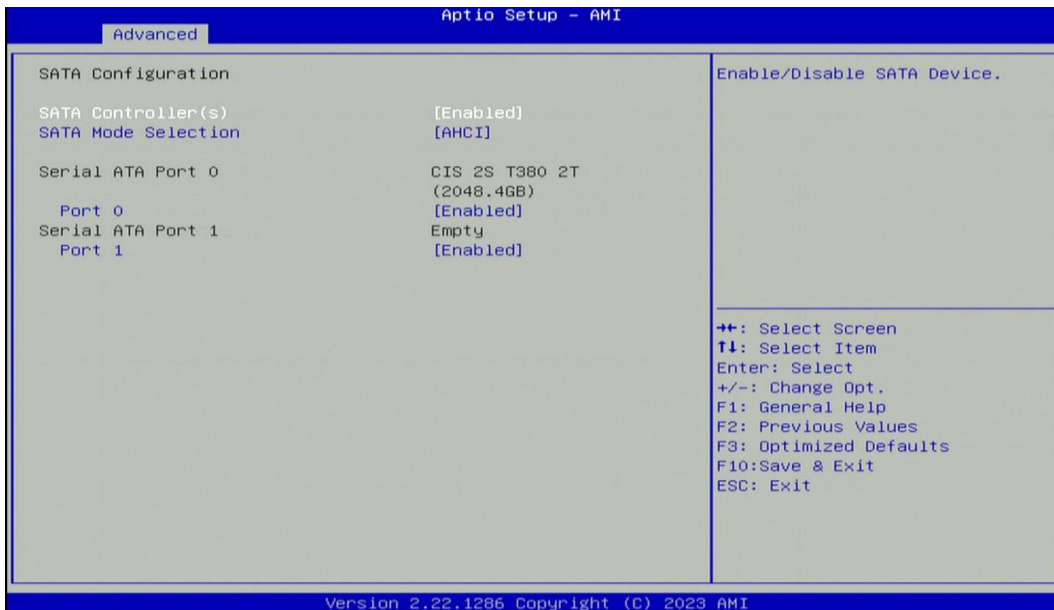 Aptio Setup – AMI
Advanced
SATA Configuration
SATA Controller(s) [Enabled]
SATA Mode Selection [AHCI]
Serial ATA Port 0 CIS 2S T380 2T
(2048.4GB)
Port 0 [Enabled]
Serial ATA Port 1 Empty
Port 1 [Enabled]
Enable/Disable SATA Device.
→←: Select Screen
↑↓: Select Item
Enter: Select
+/-: Change Opt.
F1: General Help
F2: Previous Values
F3: Optimized Defaults
F10:Save & Exit
ESC: Exit
Version 2.22.1286 Copyright (C) 2023 AMI